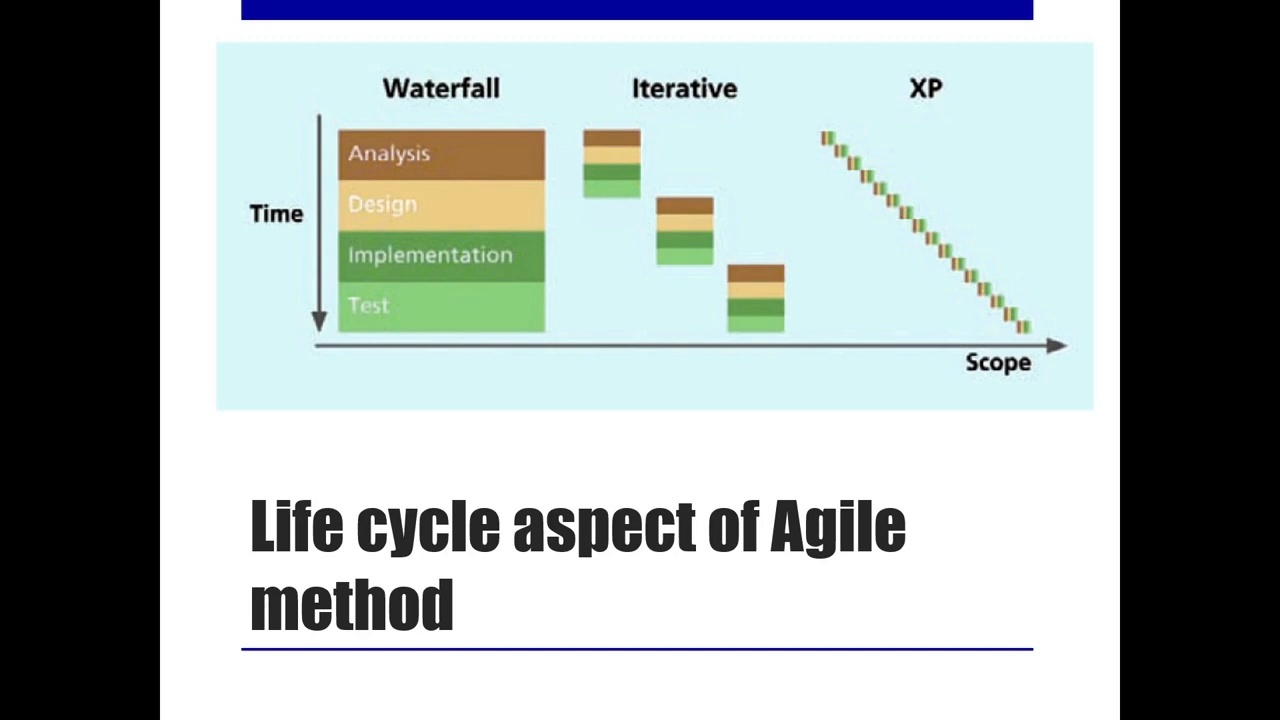 Waterfall Iterative XP
Analysis
Design
Time
Implementation
Test
Scope
Life cycle aspect of Agile
method